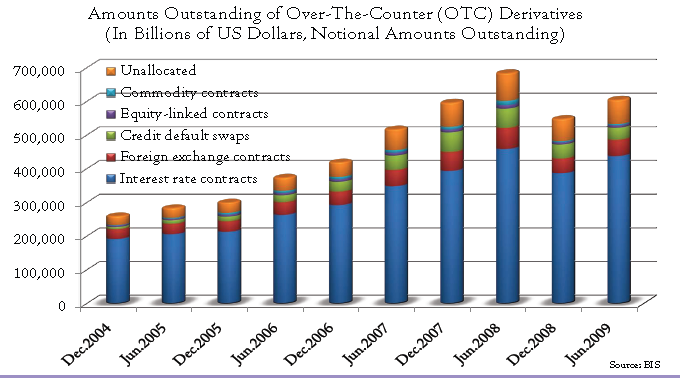 Amounts Outstanding of Over-The-Counter (OTC) Derivatives
(In Billions of US Dollars, Notional Amounts Outstanding)
700,000
600,000
500,000
400,000
300,000
200,000
100,000
0
Unallocated
Commodity contracts
Equity-linked contracts
Credit default swaps
Foreign exchange contracts
Interest rate contracts
Dec.2004
Jun.2005
Dec.2005
Jun.2006
Dec.2006
Jun.2007
Dec.2007
Jun.2008
Dec.2008
Jun.2009
Source: BIS